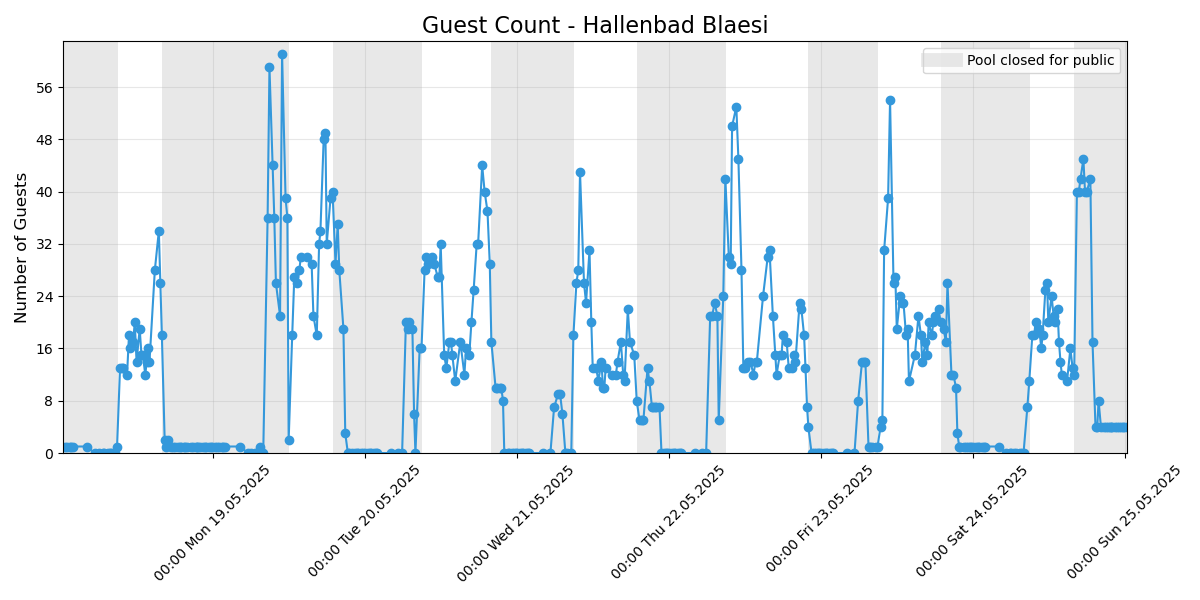 Guest Count - Hallenbad Blaesi
Pool closed for public
Number of Guests
56
48
40
32
24
16
8
0
00:00 Mon 19.05.2025
00:00 Tue 20.05.2025
00:00 Wed 21.05.2025
00:00 Thu 22.05.2025
00:00 Fri 23.05.2025
00:00 Sat 24.05.2025
00:00 Sun 25.05.2025